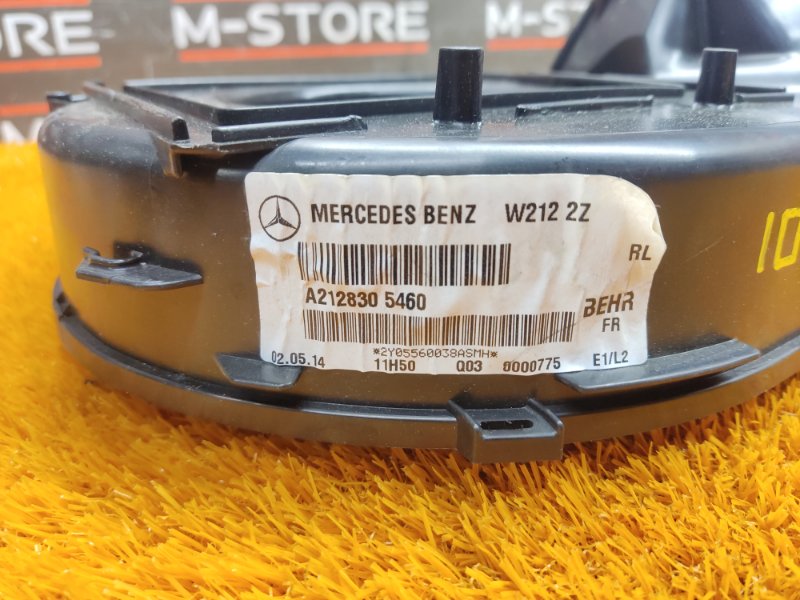 M-STORE
M-STORE
MERCEDES BENZ W212 2Z
RL
A212830 5460
BEHR
FR
*2Y05560038ASMH*
02.05.14 11H50 Q03 0000775 E1/L2
10